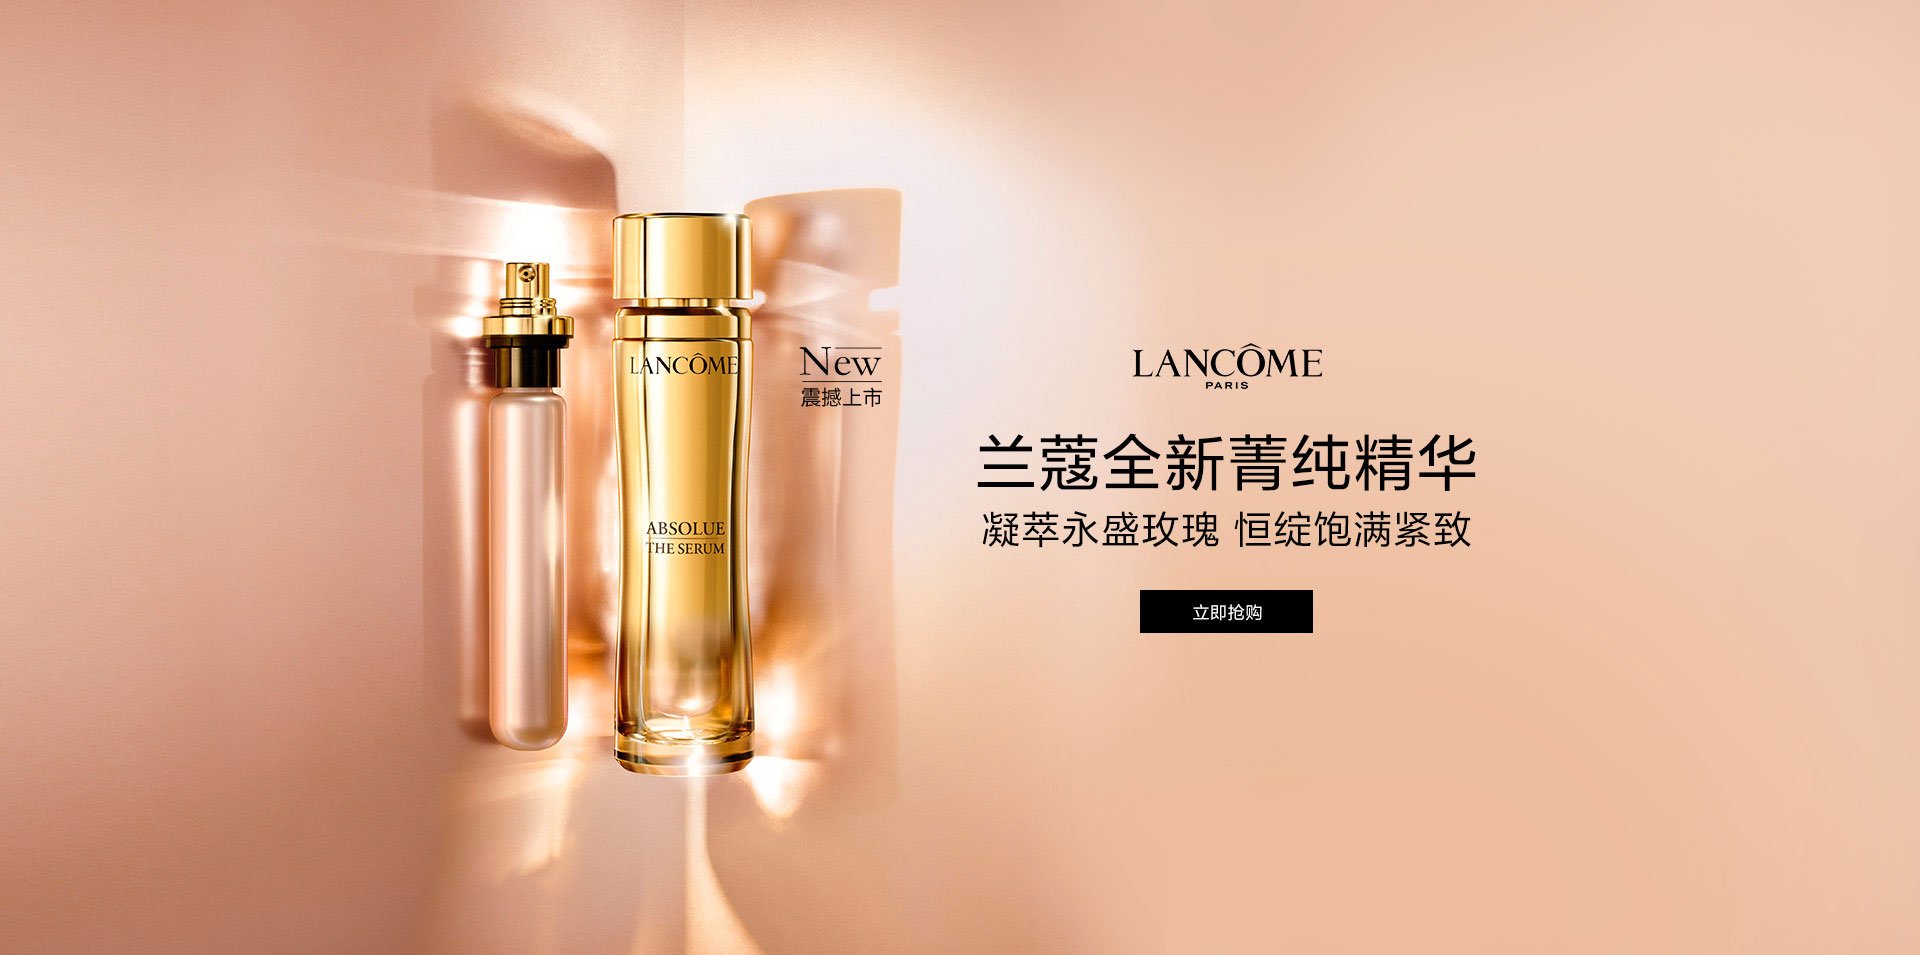 LANCÔME
ABSOLUE
THE SERUM
New
震撼上市
LANCÔME
PARIS
兰蔻全新菁纯精华
凝萃永盛玫瑰 恒绽饱满紧致
立即抢购